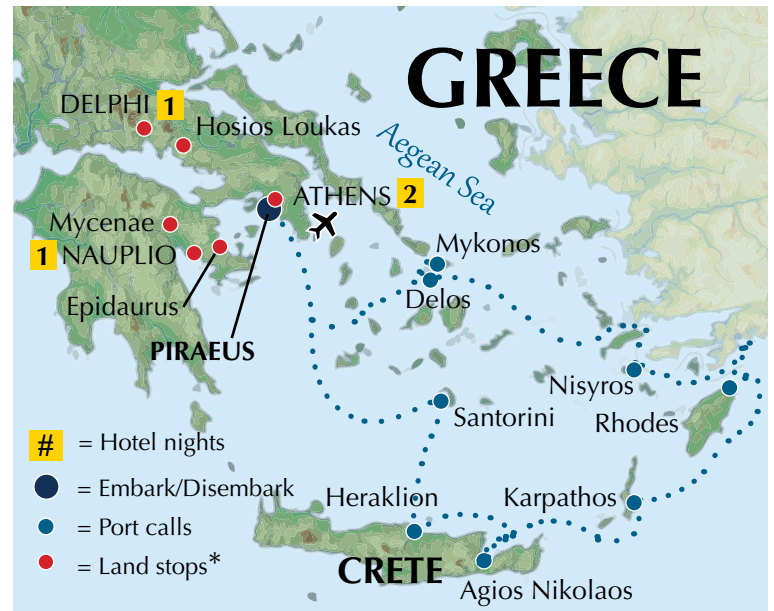 GREECE
DELPHI 1
Hosios Loukas
Aegean Sea
ATHENS 2
Mycenae
1 NAUPLIO
Mykonos
Epidaurus
Delos
PIRAEUS
Nisyros
Santorini
Rhodes
# = Hotel nights
= Embark/Disembark
Heraklion
Karpathos
= Port calls
= Land stops*
CRETE
Agios Nikolaos